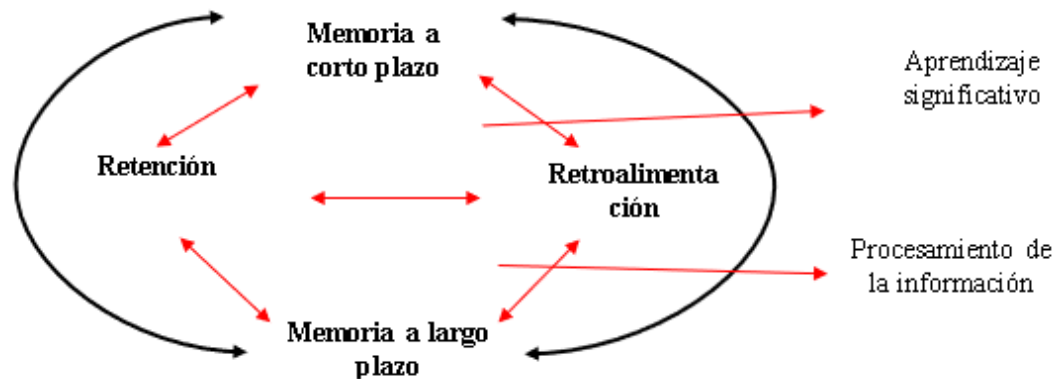 Memoria a
corto plazo
Aprendizaje
significativo
Retención
Retroalimenta
ción
Procesamiento de
la información
Memoria a largo
plazo